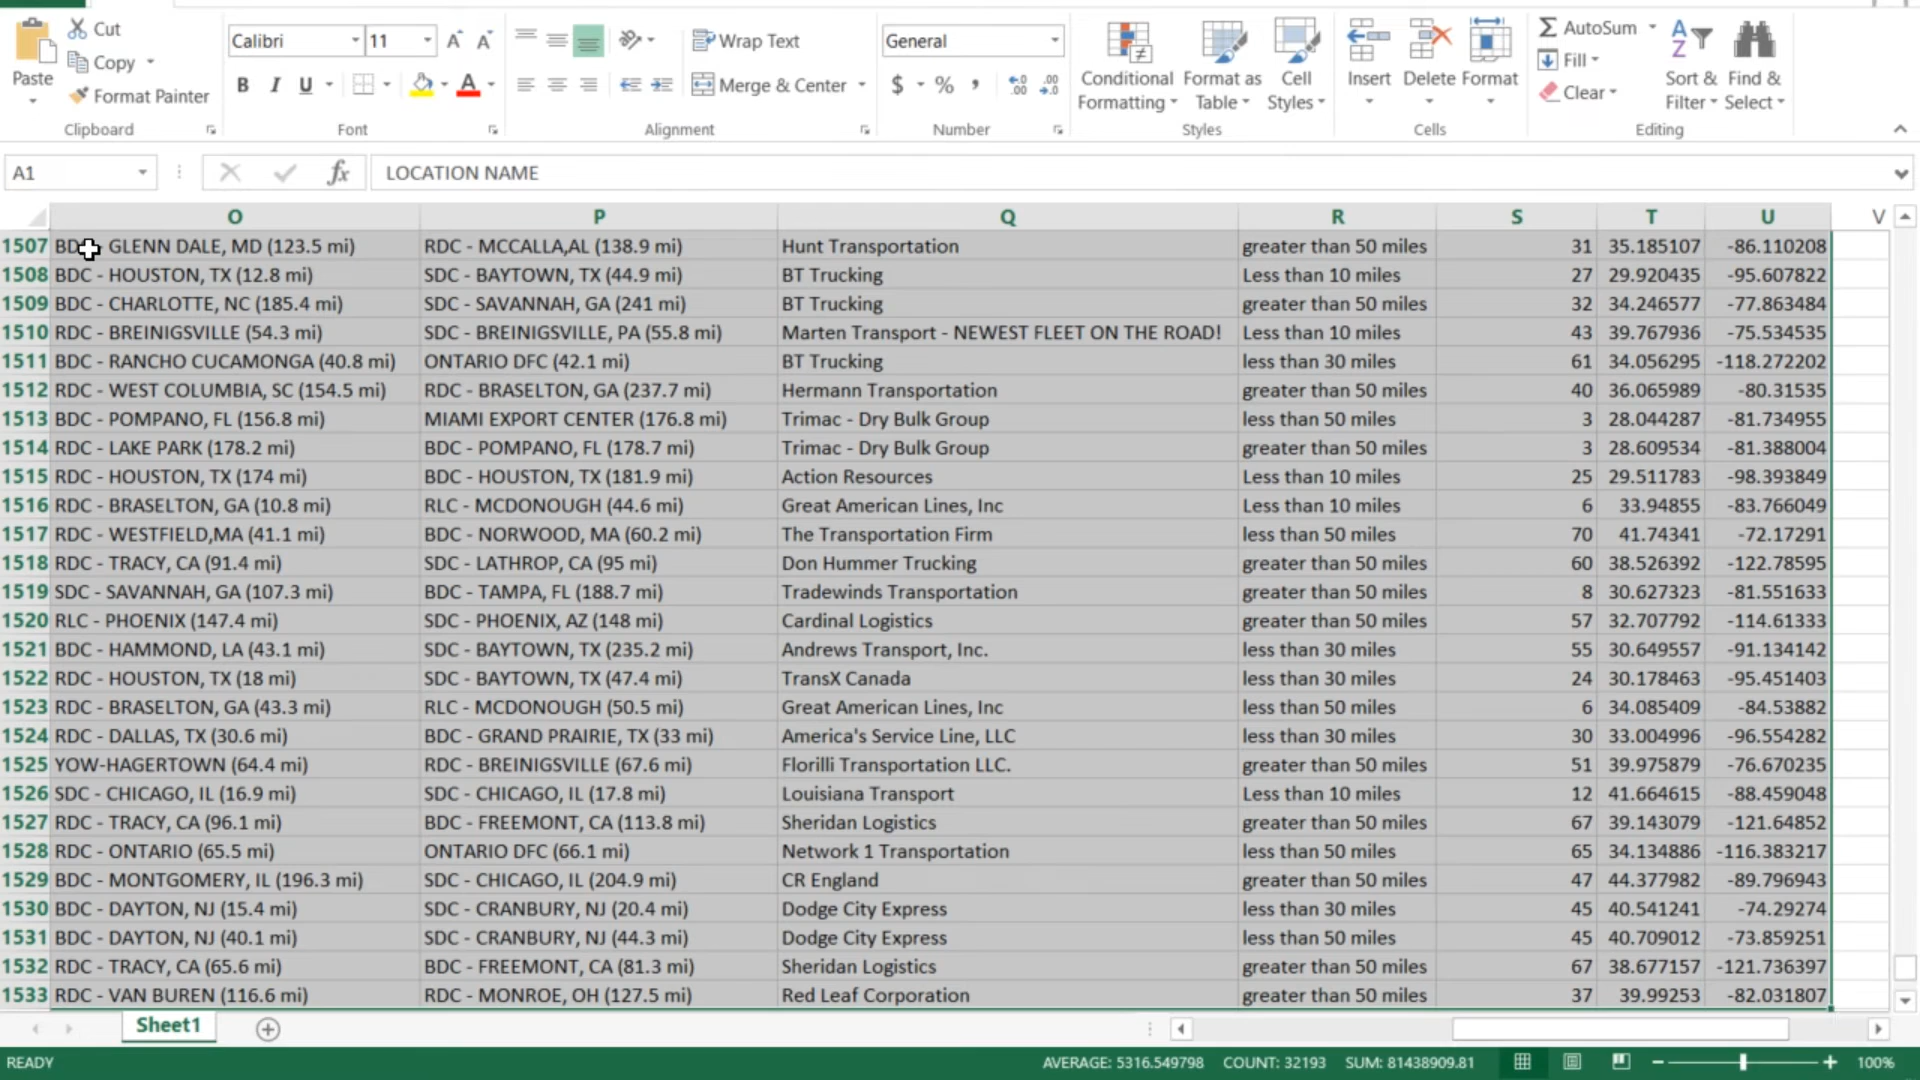 Cut
Calibri 11 A A Wrap Text General AutoSum
Copy Fill
Paste Conditional Format as Cell Insert Delete Format Sort & Find &
Format Painter B I U A Merge & Center $ % , .0 .00 .00 .0 Formatting Table Styles Clear Filter Select
Clipboard Font Alignment Number Styles Cells Editing
A1 fx LOCATION NAME
O P Q R S T U V
1507 BDC - GLENN DALE, MD (123.5 mi) RDC - MCCALLA,AL (138.9 mi) Hunt Transportation greater than 50 miles 31 35.185107 -86.110208
1508 BDC - HOUSTON, TX (12.8 mi) SDC - BAYTOWN, TX (44.9 mi) BT Trucking Less than 10 miles 27 29.920435 -95.607822
1509 BDC - CHARLOTTE, NC (185.4 mi) SDC - SAVANNAH, GA (241 mi) BT Trucking greater than 50 miles 32 34.246577 -77.863484
1510 RDC - BREINIGSVILLE (54.3 mi) SDC - BREINIGSVILLE, PA (55.8 mi) Marten Transport - NEWEST FLEET ON THE ROAD! Less than 10 miles 43 39.767936 -75.534535
1511 BDC - RANCHO CUCAMONGA (40.8 mi) ONTARIO DFC (42.1 mi) BT Trucking less than 30 miles 61 34.056295 -118.272202
1512 RDC - WEST COLUMBIA, SC (154.5 mi) RDC - BRASELTON, GA (237.7 mi) Hermann Transportation greater than 50 miles 40 36.065989 -80.31535
1513 BDC - POMPANO, FL (156.8 mi) MIAMI EXPORT CENTER (176.8 mi) Trimac - Dry Bulk Group less than 50 miles 3 28.044287 -81.734955
1514 RDC - LAKE PARK (178.2 mi) BDC - POMPANO, FL (178.7 mi) Trimac - Dry Bulk Group greater than 50 miles 3 28.609534 -81.388004
1515 RDC - HOUSTON, TX (174 mi) BDC - HOUSTON, TX (181.9 mi) Action Resources Less than 10 miles 25 29.511783 -98.393849
1516 RDC - BRASELTON, GA (10.8 mi) RLC - MCDONOUGH (44.6 mi) Great American Lines, Inc Less than 10 miles 6 33.94855 -83.766049
1517 RDC - WESTFIELD,MA (41.1 mi) BDC - NORWOOD, MA (60.2 mi) The Transportation Firm less than 50 miles 70 41.74341 -72.17291
1518 RDC - TRACY, CA (91.4 mi) SDC - LATHROP, CA (95 mi) Don Hummer Trucking greater than 50 miles 60 38.526392 -122.78595
1519 SDC - SAVANNAH, GA (107.3 mi) BDC - TAMPA, FL (188.7 mi) Tradewinds Transportation greater than 50 miles 8 30.627323 -81.551633
1520 RLC - PHOENIX (147.4 mi) SDC - PHOENIX, AZ (148 mi) Cardinal Logistics greater than 50 miles 57 32.707792 -114.61333
1521 BDC - HAMMOND, LA (43.1 mi) SDC - BAYTOWN, TX (235.2 mi) Andrews Transport, Inc. less than 30 miles 55 30.649557 -91.134142
1522 RDC - HOUSTON, TX (18 mi) SDC - BAYTOWN, TX (47.4 mi) TransX Canada less than 30 miles 24 30.178463 -95.451403
1523 RDC - BRASELTON, GA (43.3 mi) RLC - MCDONOUGH (50.5 mi) Great American Lines, Inc less than 50 miles 6 34.085409 -84.53882
1524 RDC - DALLAS, TX (30.6 mi) BDC - GRAND PRAIRIE, TX (33 mi) America's Service Line, LLC less than 30 miles 30 33.004996 -96.554282
1525 YOW-HAGERTOWN (64.4 mi) RDC - BREINIGSVILLE (67.6 mi) Florilli Transportation LLC. greater than 50 miles 51 39.975879 -76.670235
1526 SDC - CHICAGO, IL (16.9 mi) SDC - CHICAGO, IL (17.8 mi) Louisiana Transport Less than 10 miles 12 41.664615 -88.459048
1527 RDC - TRACY, CA (96.1 mi) BDC - FREEMONT, CA (113.8 mi) Sheridan Logistics greater than 50 miles 67 39.143079 -121.64852
1528 RDC - ONTARIO (65.5 mi) ONTARIO DFC (66.1 mi) Network 1 Transportation less than 50 miles 65 34.134886 -116.383217
1529 BDC - MONTGOMERY, IL (196.3 mi) SDC - CHICAGO, IL (204.9 mi) CR England greater than 50 miles 47 44.377982 -89.796943
1530 BDC - DAYTON, NJ (15.4 mi) SDC - CRANBURY, NJ (20.4 mi) Dodge City Express less than 30 miles 45 40.541241 -74.29274
1531 BDC - DAYTON, NJ (40.1 mi) SDC - CRANBURY, NJ (44.3 mi) Dodge City Express less than 50 miles 45 40.709012 -73.859251
1532 RDC - TRACY, CA (65.6 mi) BDC - FREEMONT, CA (81.3 mi) Sheridan Logistics greater than 50 miles 67 38.677157 -121.736397
1533 RDC - VAN BUREN (116.6 mi) RDC - MONROE, OH (127.5 mi) Red Leaf Corporation greater than 50 miles 37 39.99253 -82.031807
Sheet1
READY AVERAGE: 5316.549798 COUNT: 32193 SUM: 81438909.81 100%